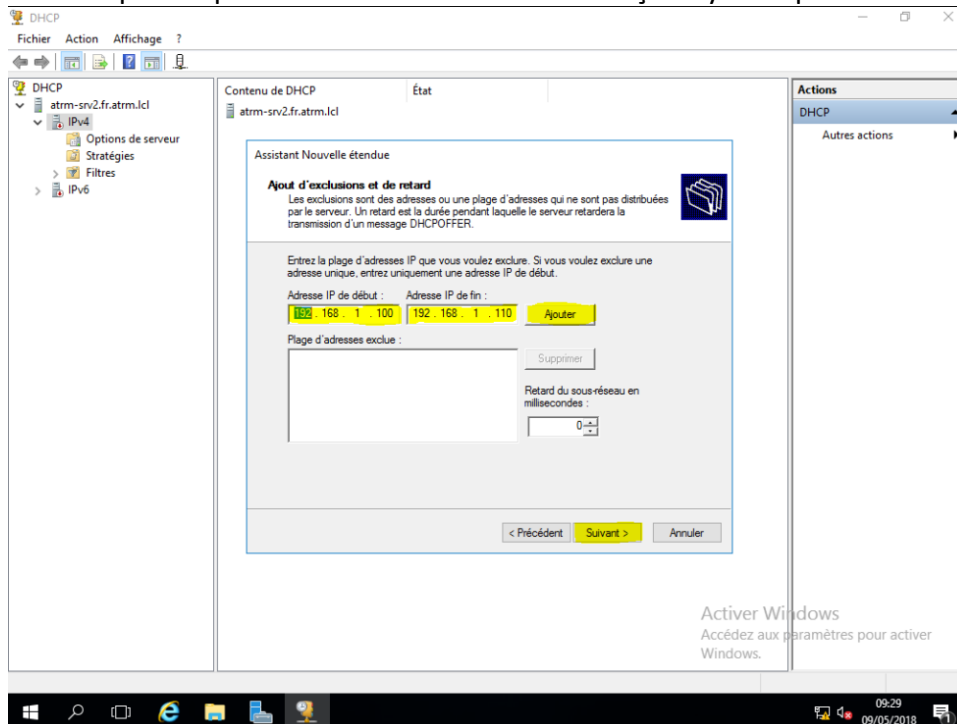 DHCP
Fichier Action Affichage ?
DHCP
atrm-srv2.fr.atrm.lcl
IPv4
Options de serveur
Stratégies
Filtres
IPv6
Contenu de DHCP État
atrm-srv2.fr.atrm.lcl
Actions
DHCP
Autres actions
Assistant Nouvelle étendue
Ajout d'exclusions et de retard
Les exclusions sont des adresses ou une plage d'adresses qui ne sont pas distribuées
par le serveur. Un retard est la durée pendant laquelle le serveur retardera la
transmission d'un message DHCPOFFER.
Entrez la plage d'adresses IP que vous voulez exclure. Si vous voulez exclure une
adresse unique, entrez uniquement une adresse IP de début.
Adresse IP de début : Adresse IP de fin :
192 . 168 . 1 . 100 192 . 168 . 1 . 110 Ajouter
Plage d'adresses exclue :
Supprimer
Retard du sous-réseau en
millisecondes :
0
< Précédent Suivant > Annuler
Activer Windows
Accédez aux paramètres pour activer
Windows.
09:29
09/05/2018